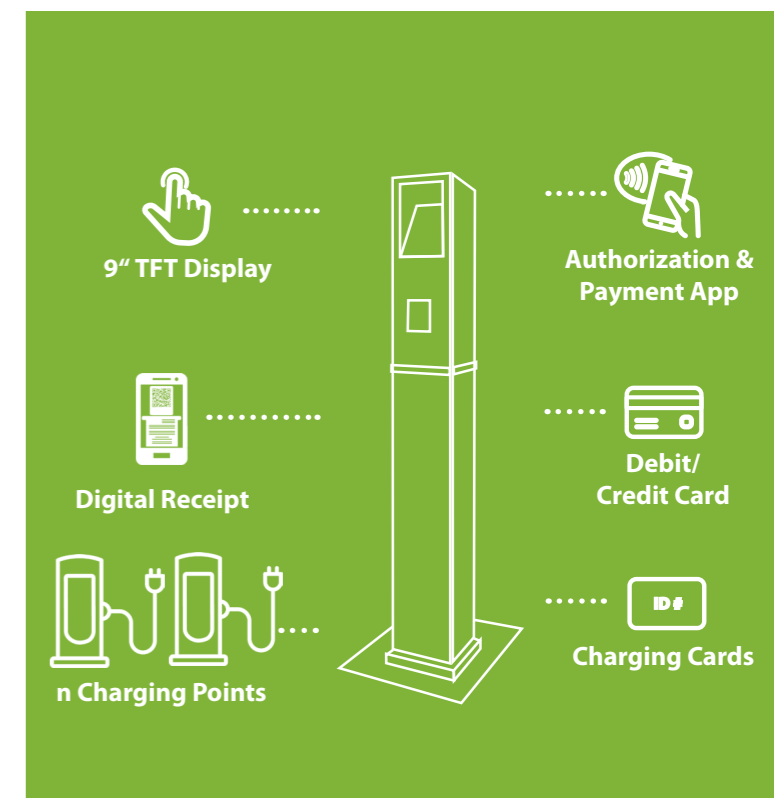 9“ TFT Display
Authorization &
Payment App
Digital Receipt
Debit/
Credit Card
n Charging Points
ID #
Charging Cards